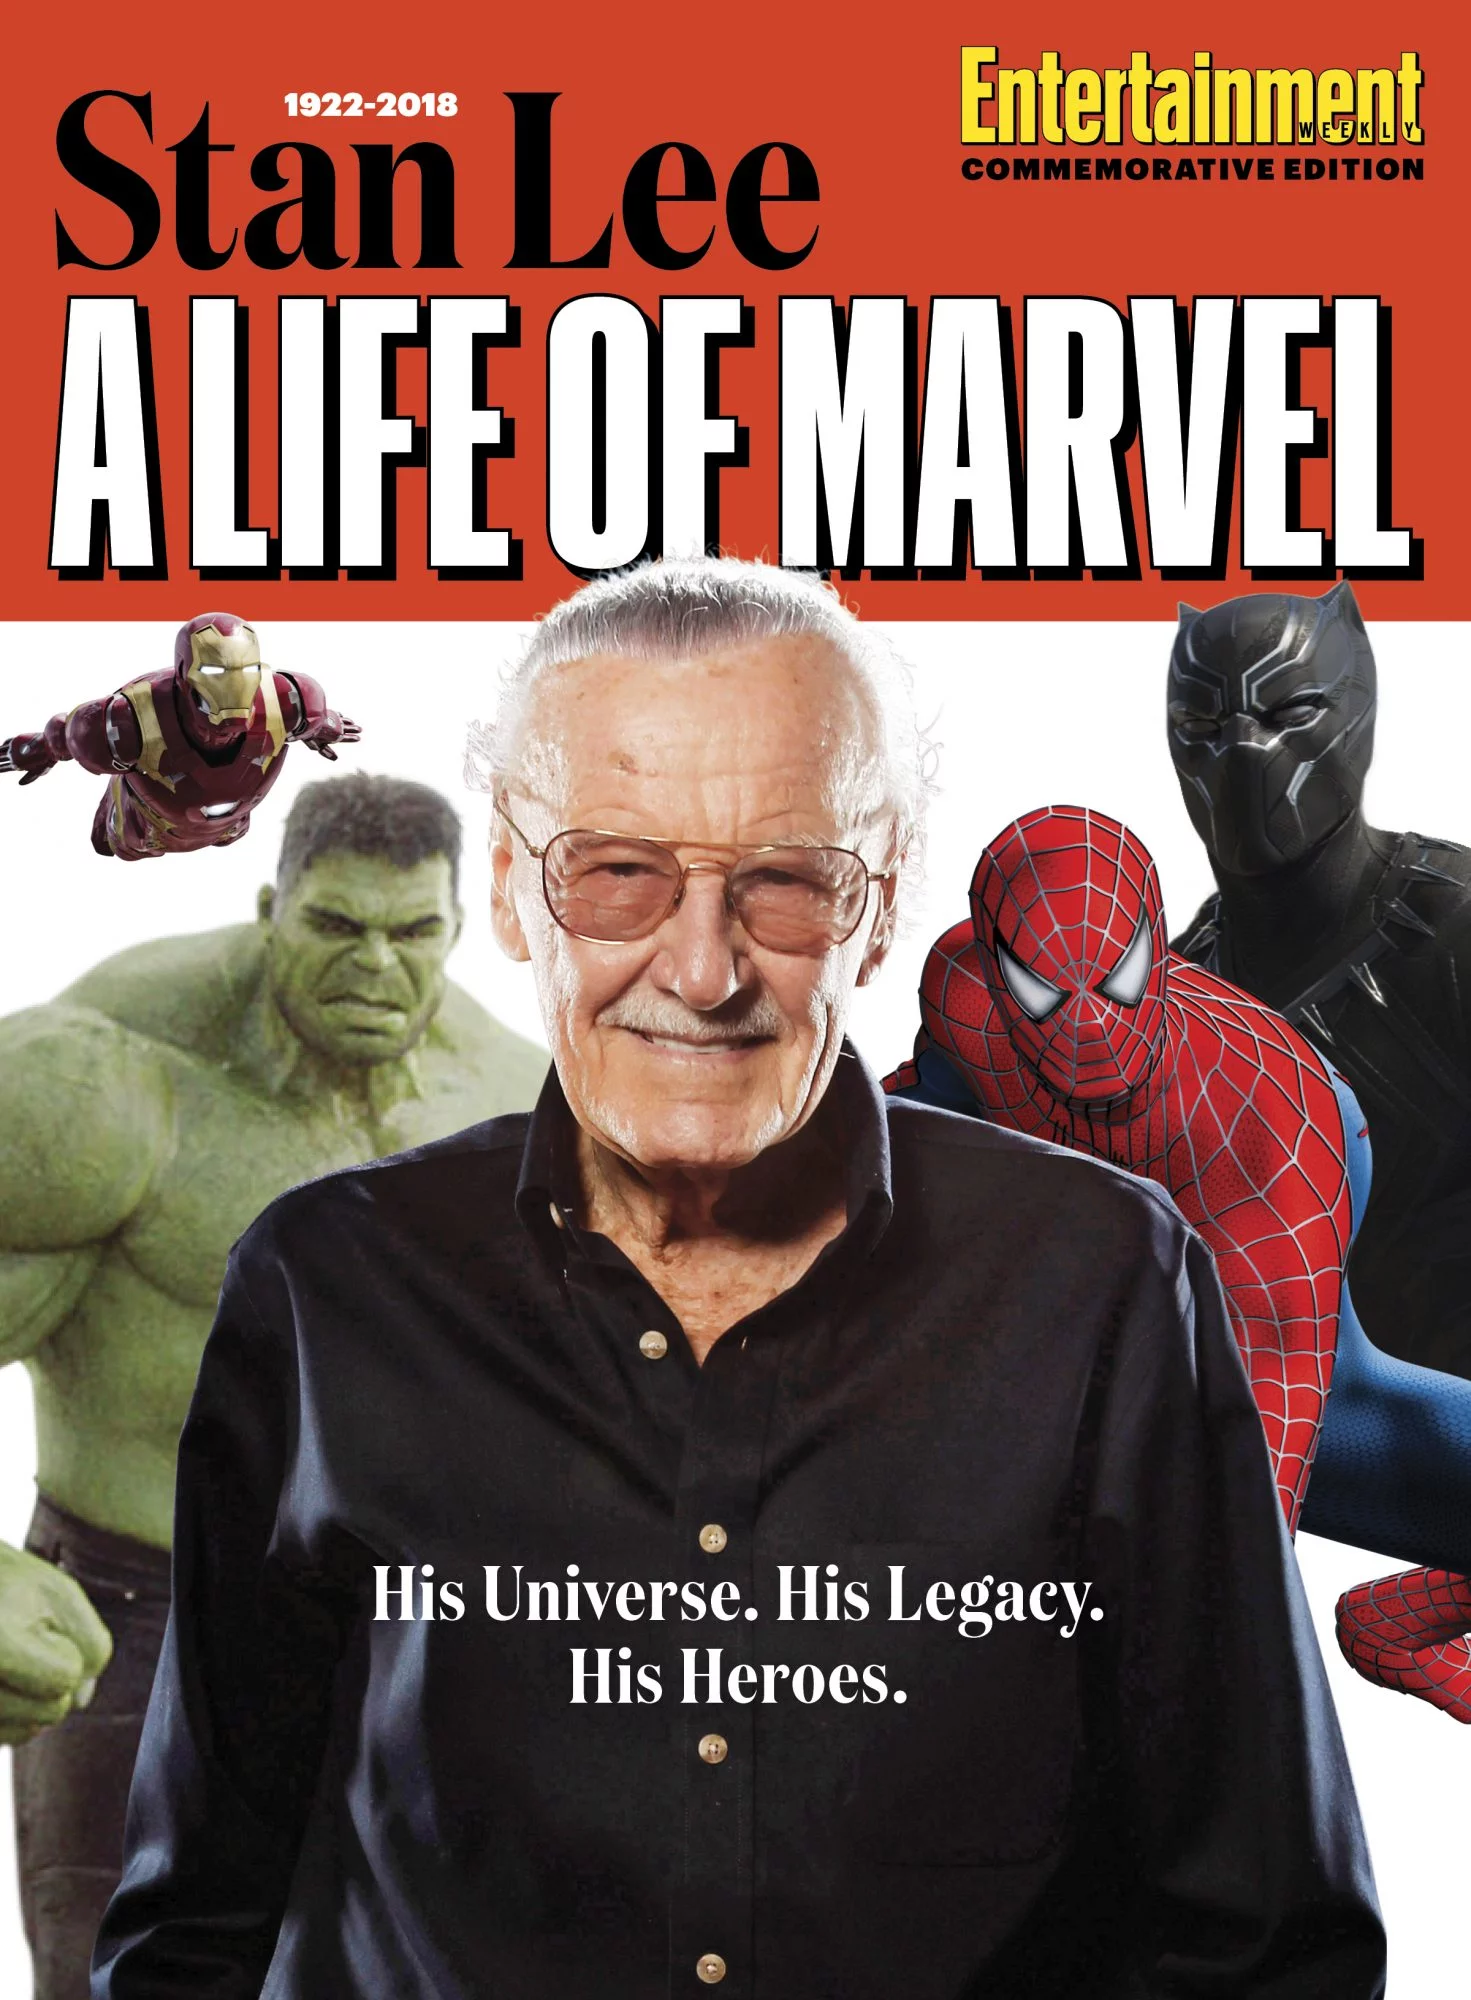 1922-2018
Stan Lee
Entertainment
WEEKLY
COMMEMORATIVE EDITION
A LIFE OF MARVEL
His Universe. His Legacy.
His Heroes.